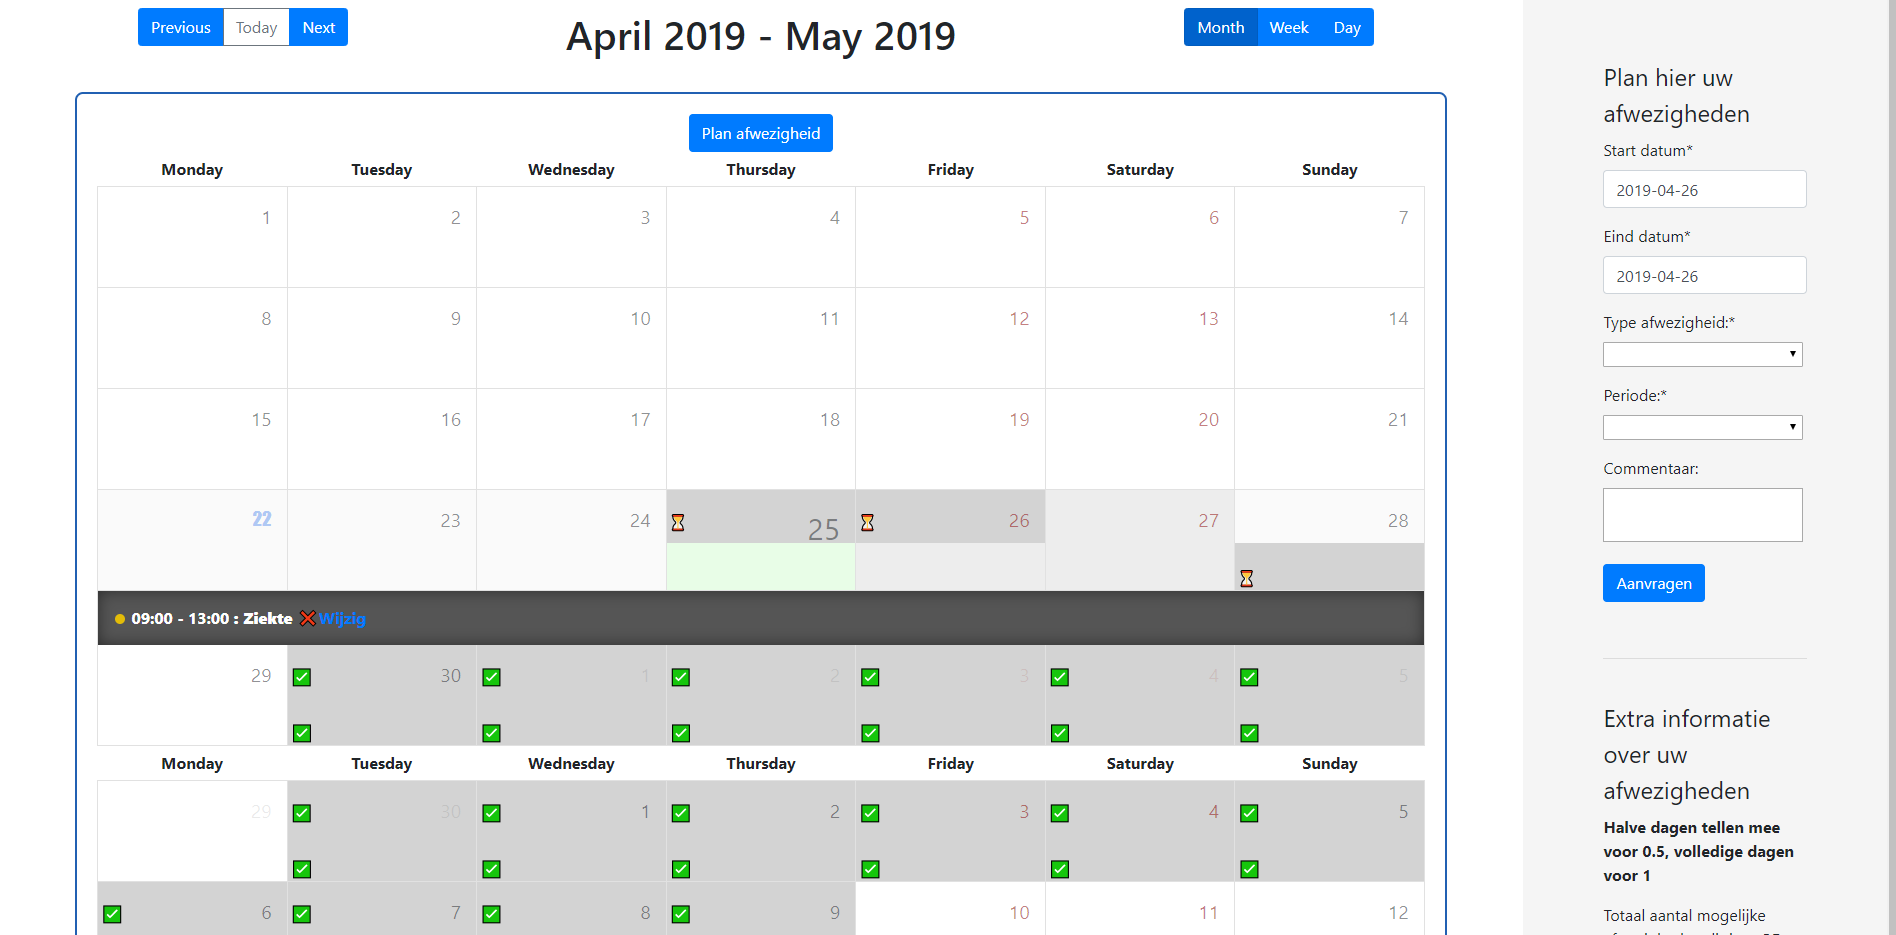 Previous Today Next
April 2019 - May 2019
Month Week Day
Plan afwezigheid
Monday Tuesday Wednesday Thursday Friday Saturday Sunday
1 2 3 4 5 6 7
8 9 10 11 12 13 14
15 16 17 18 19 20 21
22 23 24 25 26 27 28
09:00 - 13:00 : Ziekte Wijzig
29 30 1 2 3 4 5
Monday Tuesday Wednesday Thursday Friday Saturday Sunday
29 30 1 2 3 4 5
6 7 8 9 10 11 12
Plan hier uw
afwezigheden
Start datum*
2019-04-26
Eind datum*
2019-04-26
Type afwezigheid:*
Periode:*
Commentaar:
Aanvragen
Extra informatie
over uw
afwezigheden
Halve dagen tellen mee
voor 0.5, volledige dagen
voor 1
Totaal aantal mogelijke